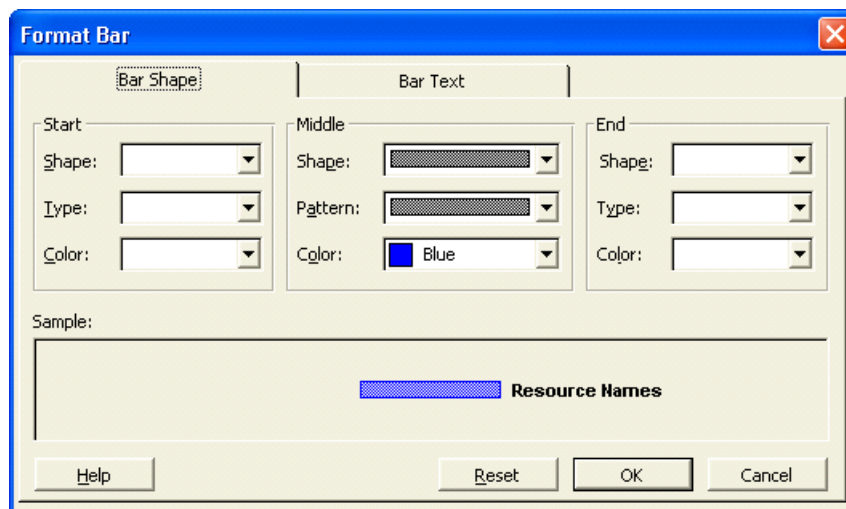 Format Bar
Bar Shape Bar Text
Start Middle End
Shape: Shape: Shape:
Type: Pattern: Type:
Color: Color: Blue Color:
Sample:
Resource Names
Help Reset OK Cancel